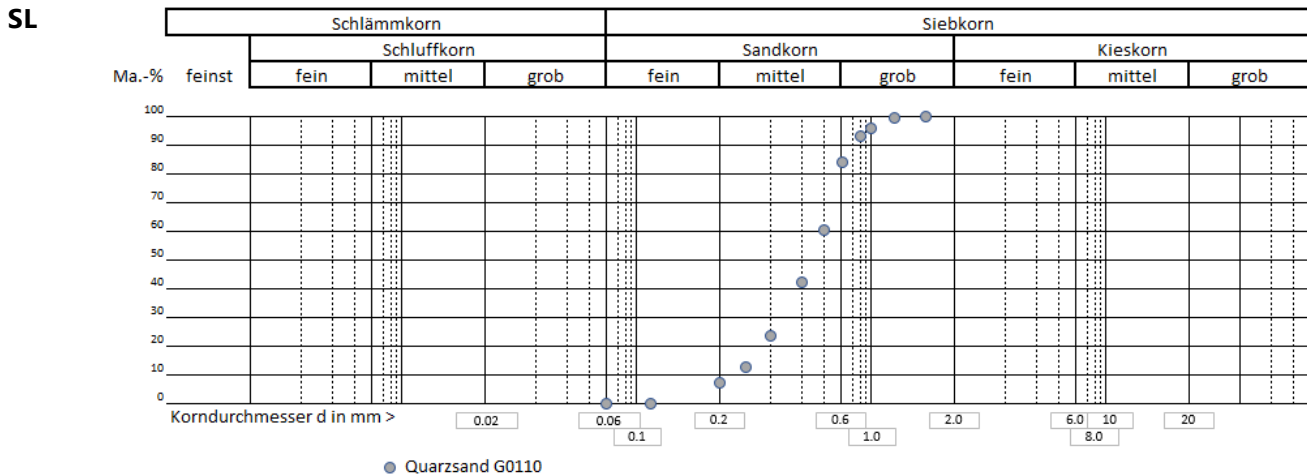 SL
Schlämmkorn Siebkorn
Schluffkorn Sandkorn Kieskorn
Ma.-% feinst fein mittel grob fein mittel grob fein mittel grob
100
90
80
70
60
50
40
30
20
10
0
Korndurchmesser d in mm > 0.02 0.06 0.2 0.6 2.0 6.0 10 20
0.1 1.0 8.0
Quarzsand G0110